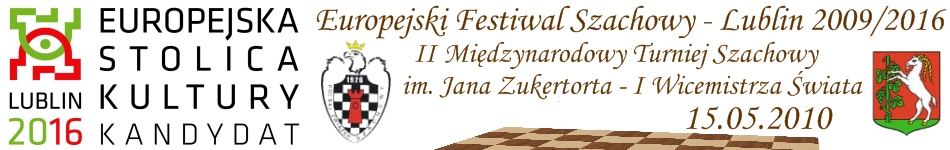 LUBLIN
2016
EUROPEJSKA
STOLICA
KULTURY
KANDYDAT
Europejski Festiwal Szachowy - Lublin 2009/2016
II Międzynarodowy Turniej Szachowy
im. Jana Zukertorta - I Wicemistrza Świata
15.05.2010